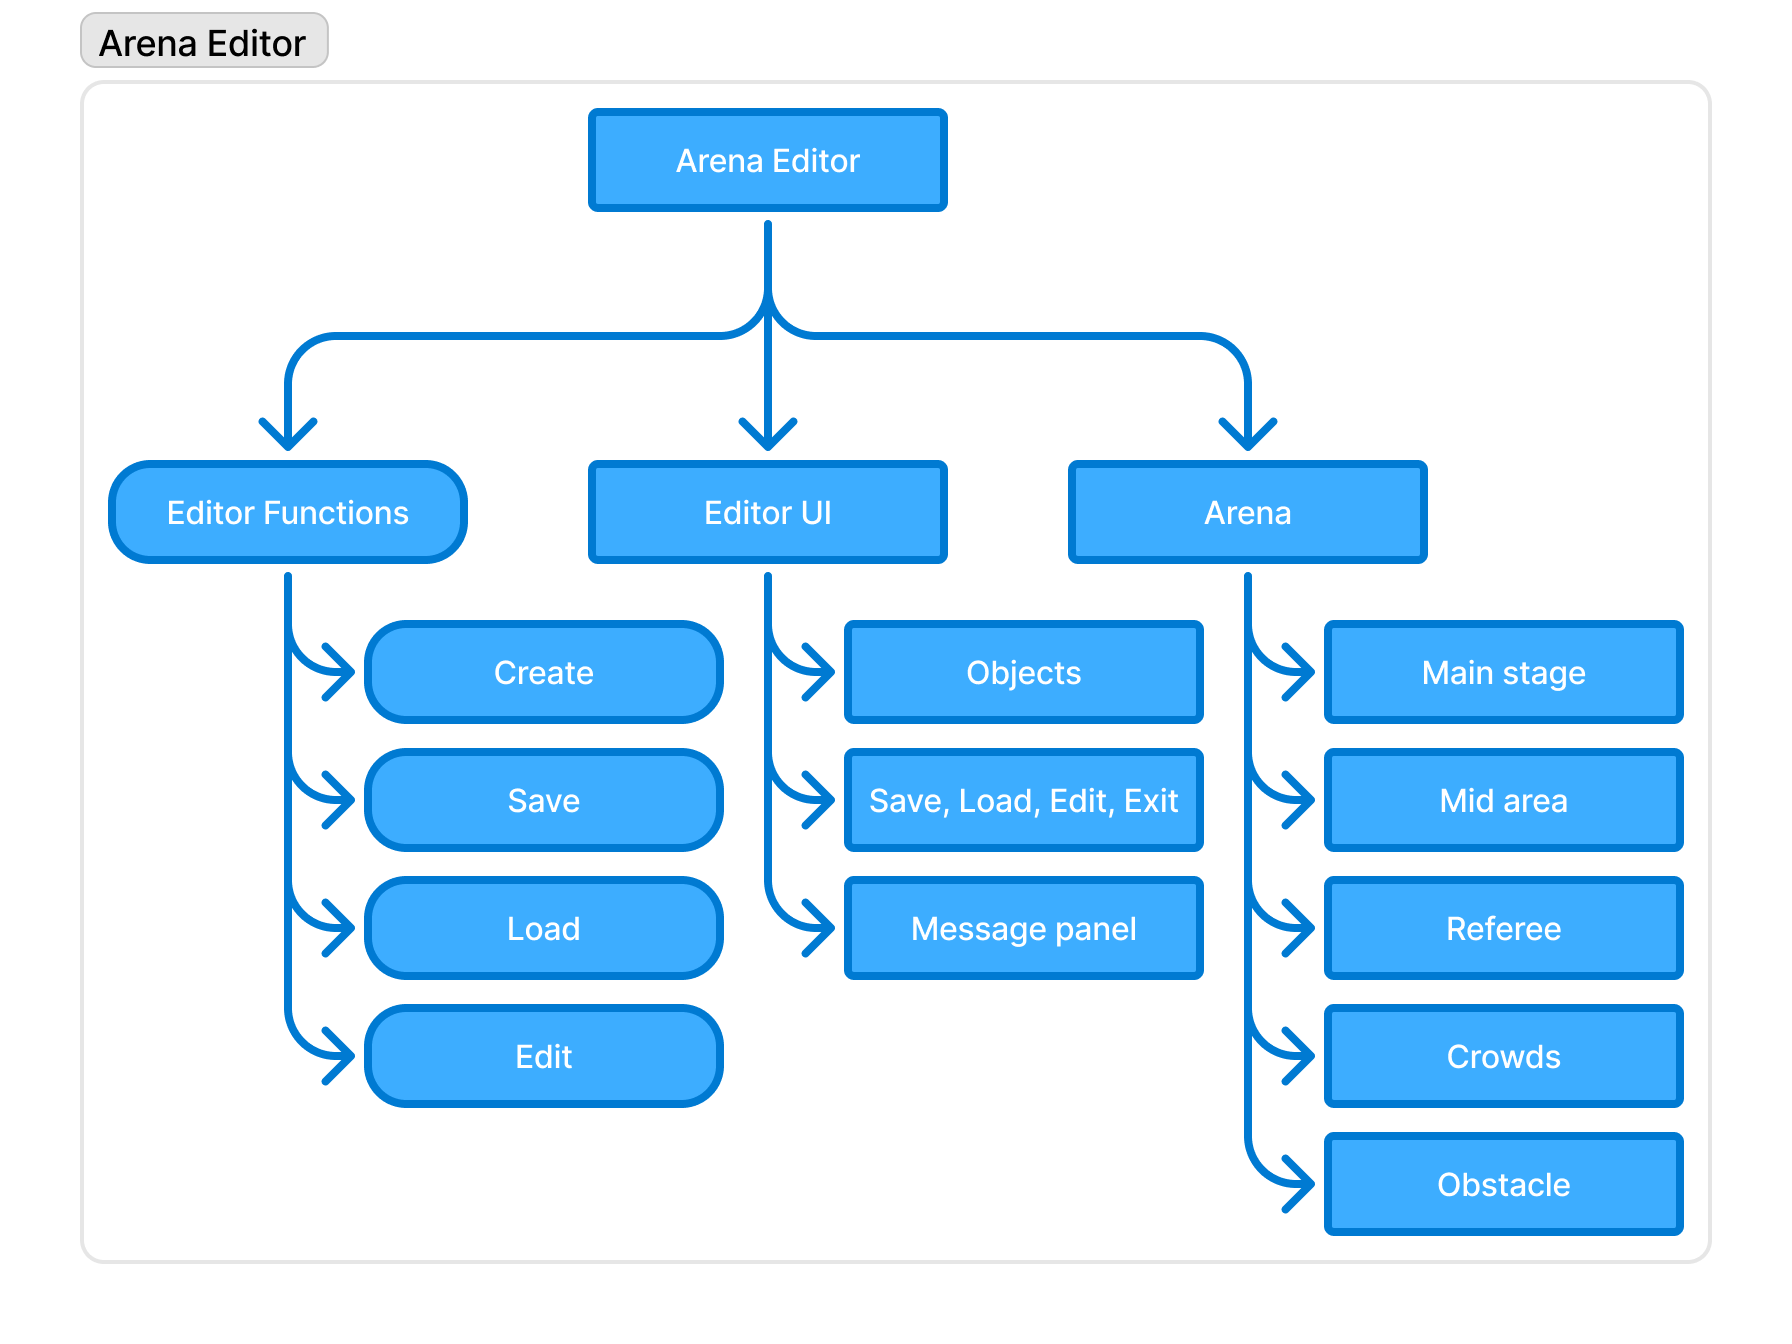 Arena Editor
Arena Editor
Editor Functions
Editor UI
Arena
Create
Save
Load
Edit
Objects
Save, Load, Edit, Exit
Message panel
Main stage
Mid area
Referee
Crowds
Obstacle